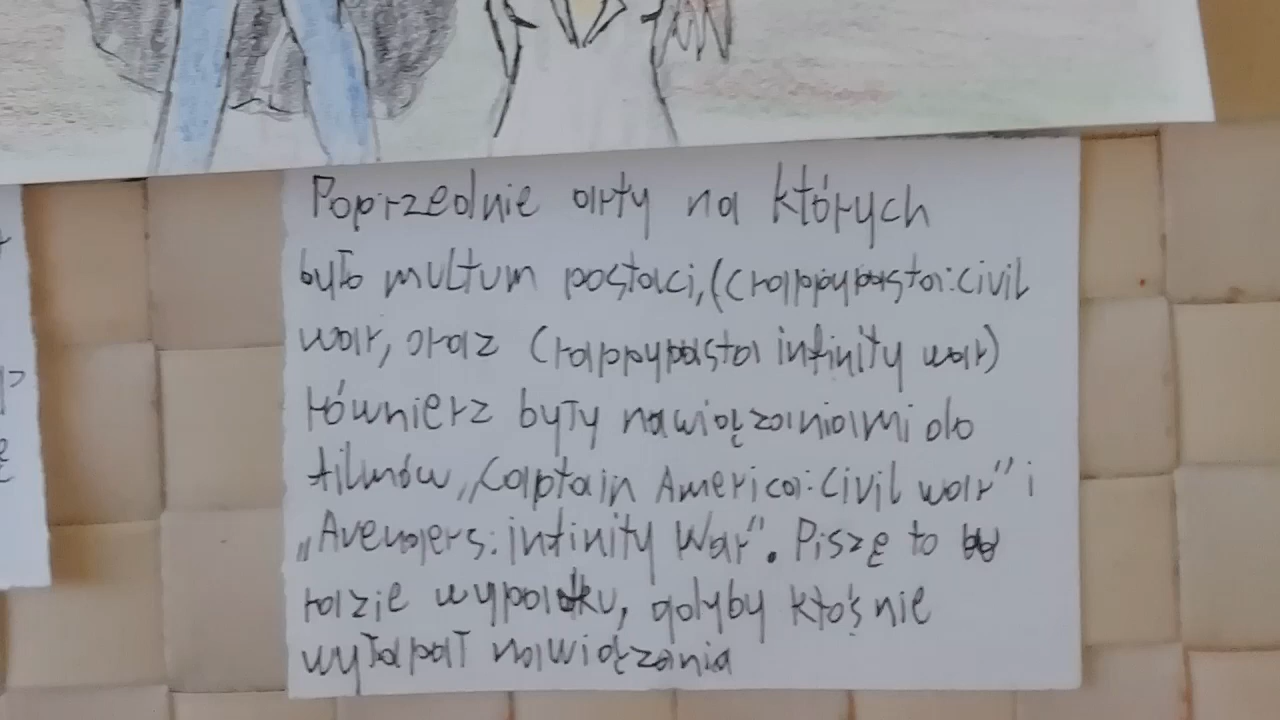 Poprzednie arty na których
było multum postaci, (crappypasta: civil
war, oraz Crappypasta infinity war)
równierz były nawiązaniami do
filmów „Captain America: Civil war" i
„Avengers: infinity War". Piszę to
razie wypadku, gdyby ktoś nie
wyłapał nawiązania